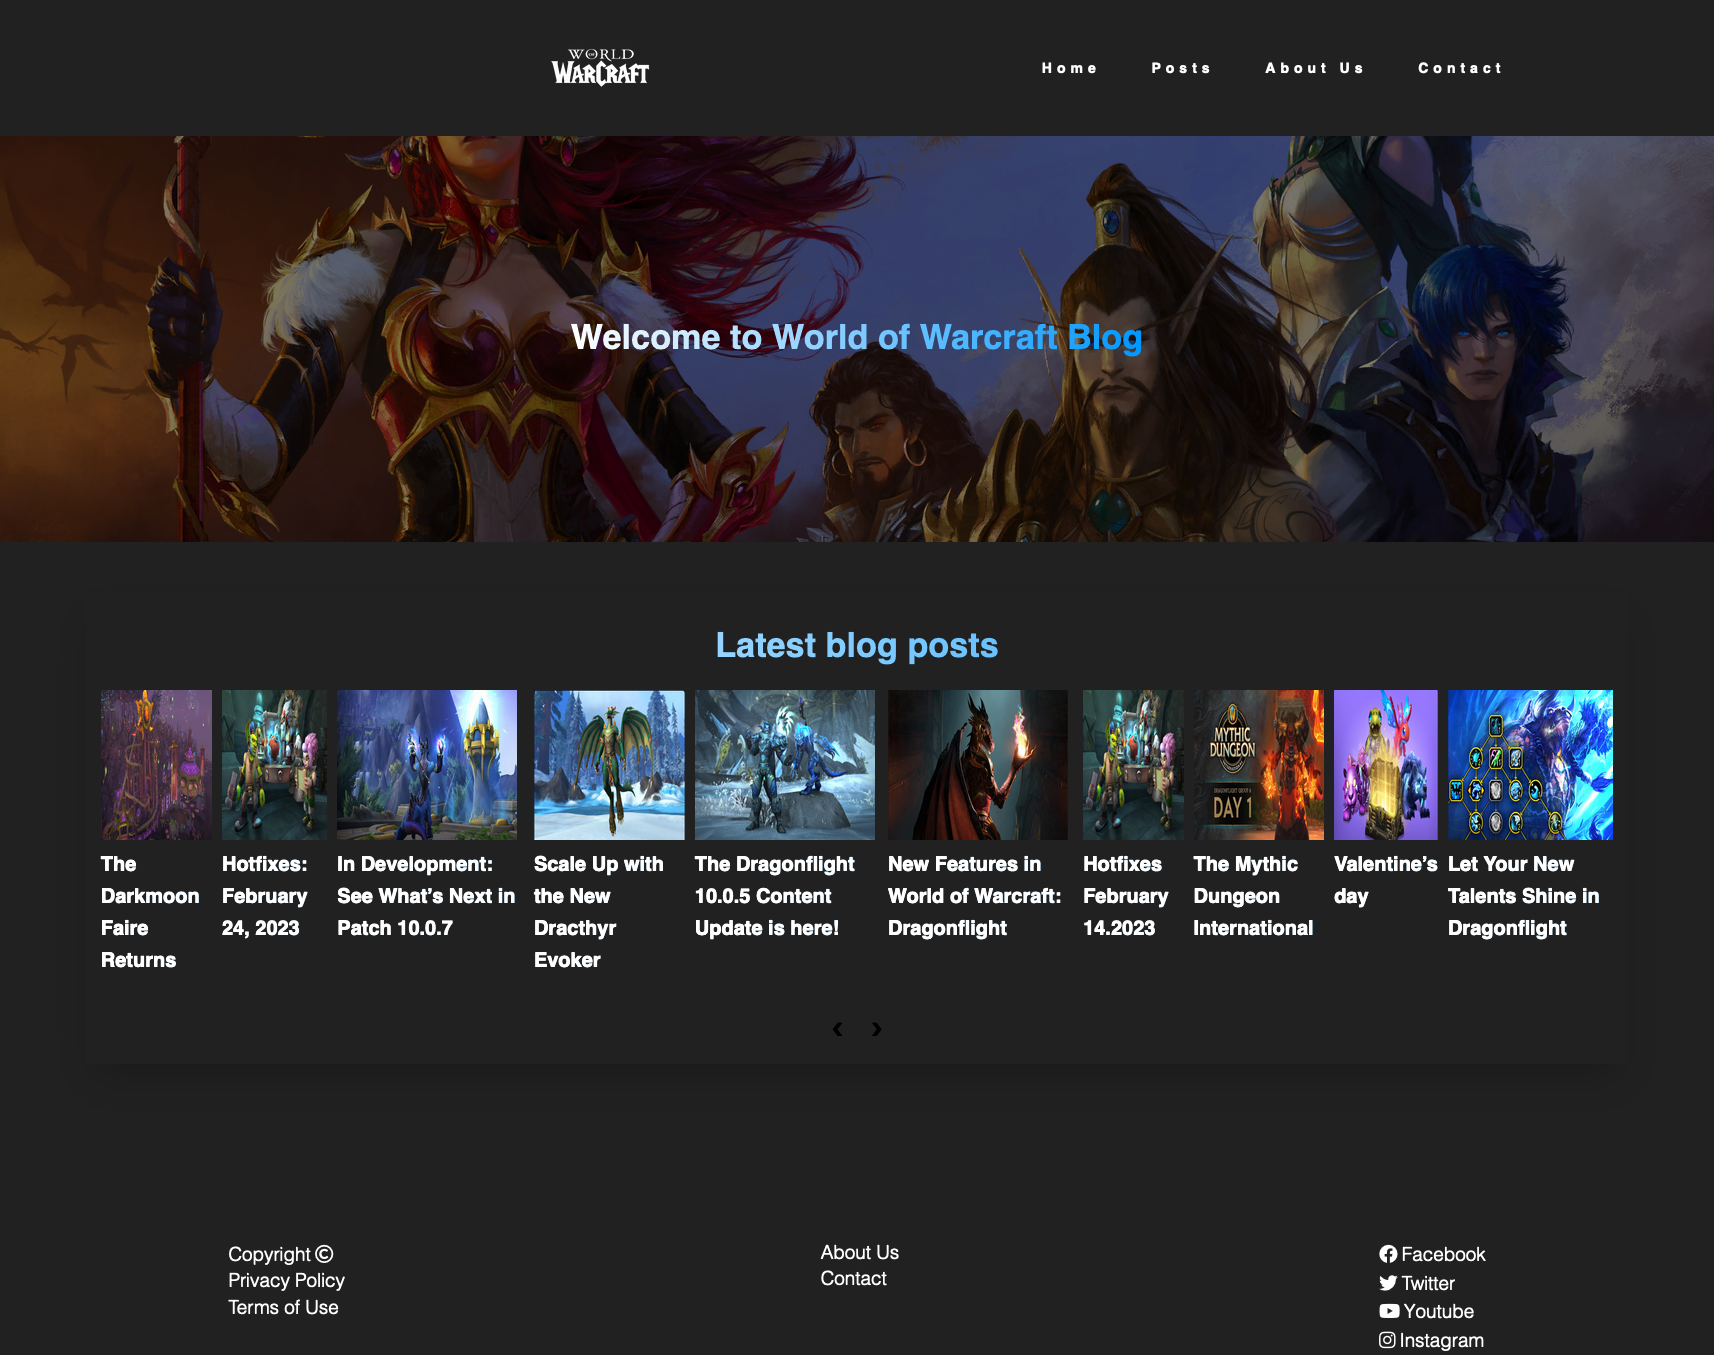 WORLD
OF
WARCRAFT
Home Posts About Us Contact
Welcome to World of Warcraft Blog
Latest blog posts
MYTHIC
DUNGEON
DAY 1
The
Darkmoon
Faire
Returns
Hotfixes:
February
24, 2023
In Development:
See What’s Next in
Patch 10.0.7
Scale Up with
the New
Dracthyr
Evoker
The Dragonflight
10.0.5 Content
Update is here!
New Features in
World of Warcraft:
Dragonflight
Hotfixes
February
14.2023
The Mythic
Dungeon
International
Valentine’s
day
Let Your New
Talents Shine in
Dragonflight
‹ ›
Copyright ©
Privacy Policy
Terms of Use
About Us
Contact
Facebook
Twitter
Youtube
Instagram